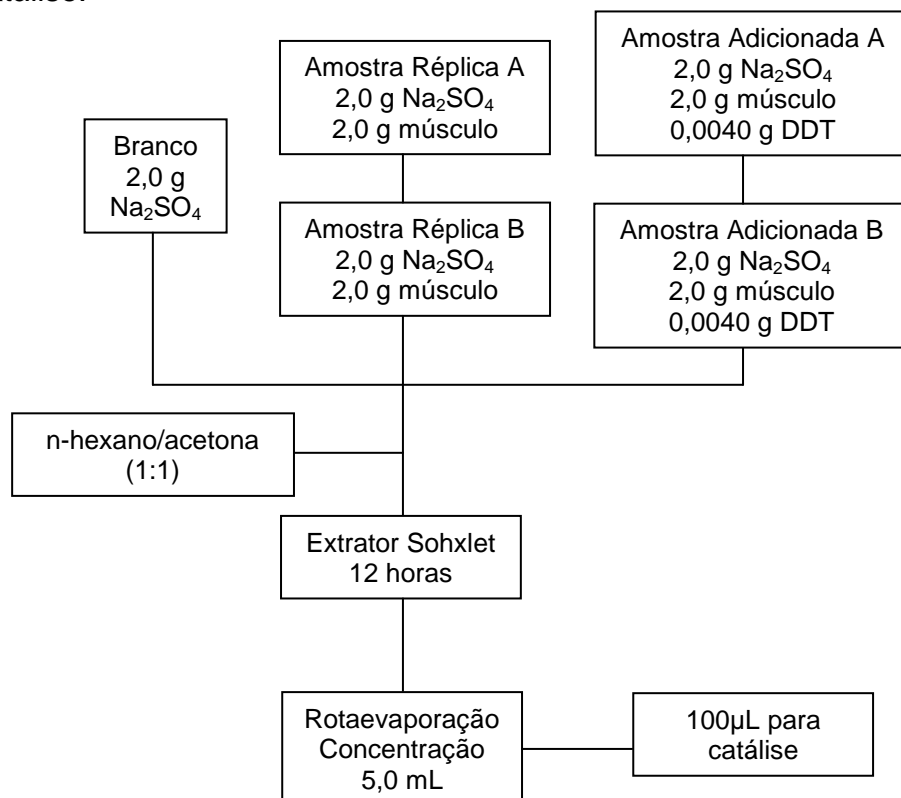 Amostra Réplica A
2,0 g Na₂SO₄
2,0 g músculo
Amostra Adicionada A
2,0 g Na₂SO₄
2,0 g músculo
0,0040 g DDT
Branco
2,0 g
Na₂SO₄
Amostra Réplica B
2,0 g Na₂SO₄
2,0 g músculo
Amostra Adicionada B
2,0 g Na₂SO₄
2,0 g músculo
0,0040 g DDT
n-hexano/acetona
(1:1)
Extrator Sohxlet
12 horas
Rotaevaporação
Concentração
5,0 mL
100µL para
catálise